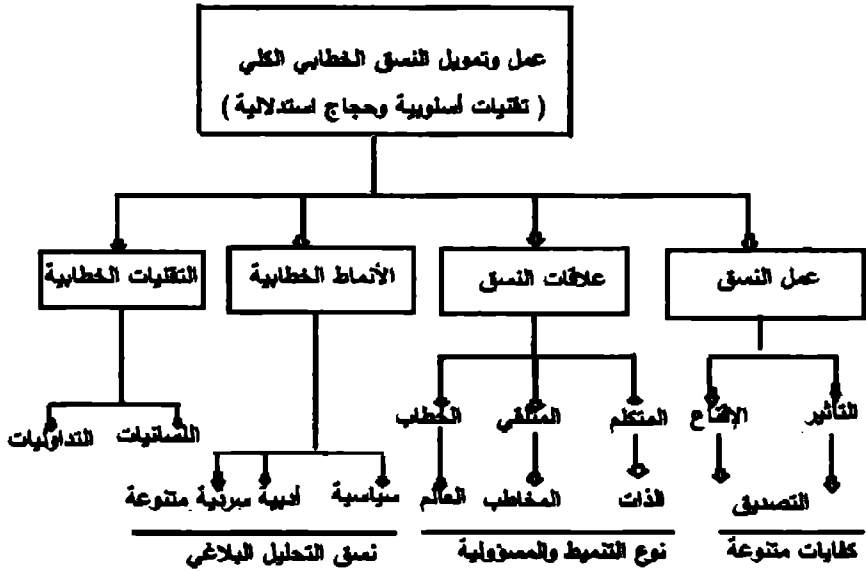 عمل وتمويل النسق الخطابي الكلي
( تقنيات أسلوبية وحجاج استدلالية )
عمل النسق علاقات النسق الأنماط الخطابية التقنيات الخطابية
التأثير الإقناع المتكلم المتلقي الخطاب اللسانيات التداوليات
التصديق الذات المخاطب العالم سياسية أدبية سردية متنوعة
كفايات متنوعة نوع التنميط والمسؤولية نسق التحليل البلاغي